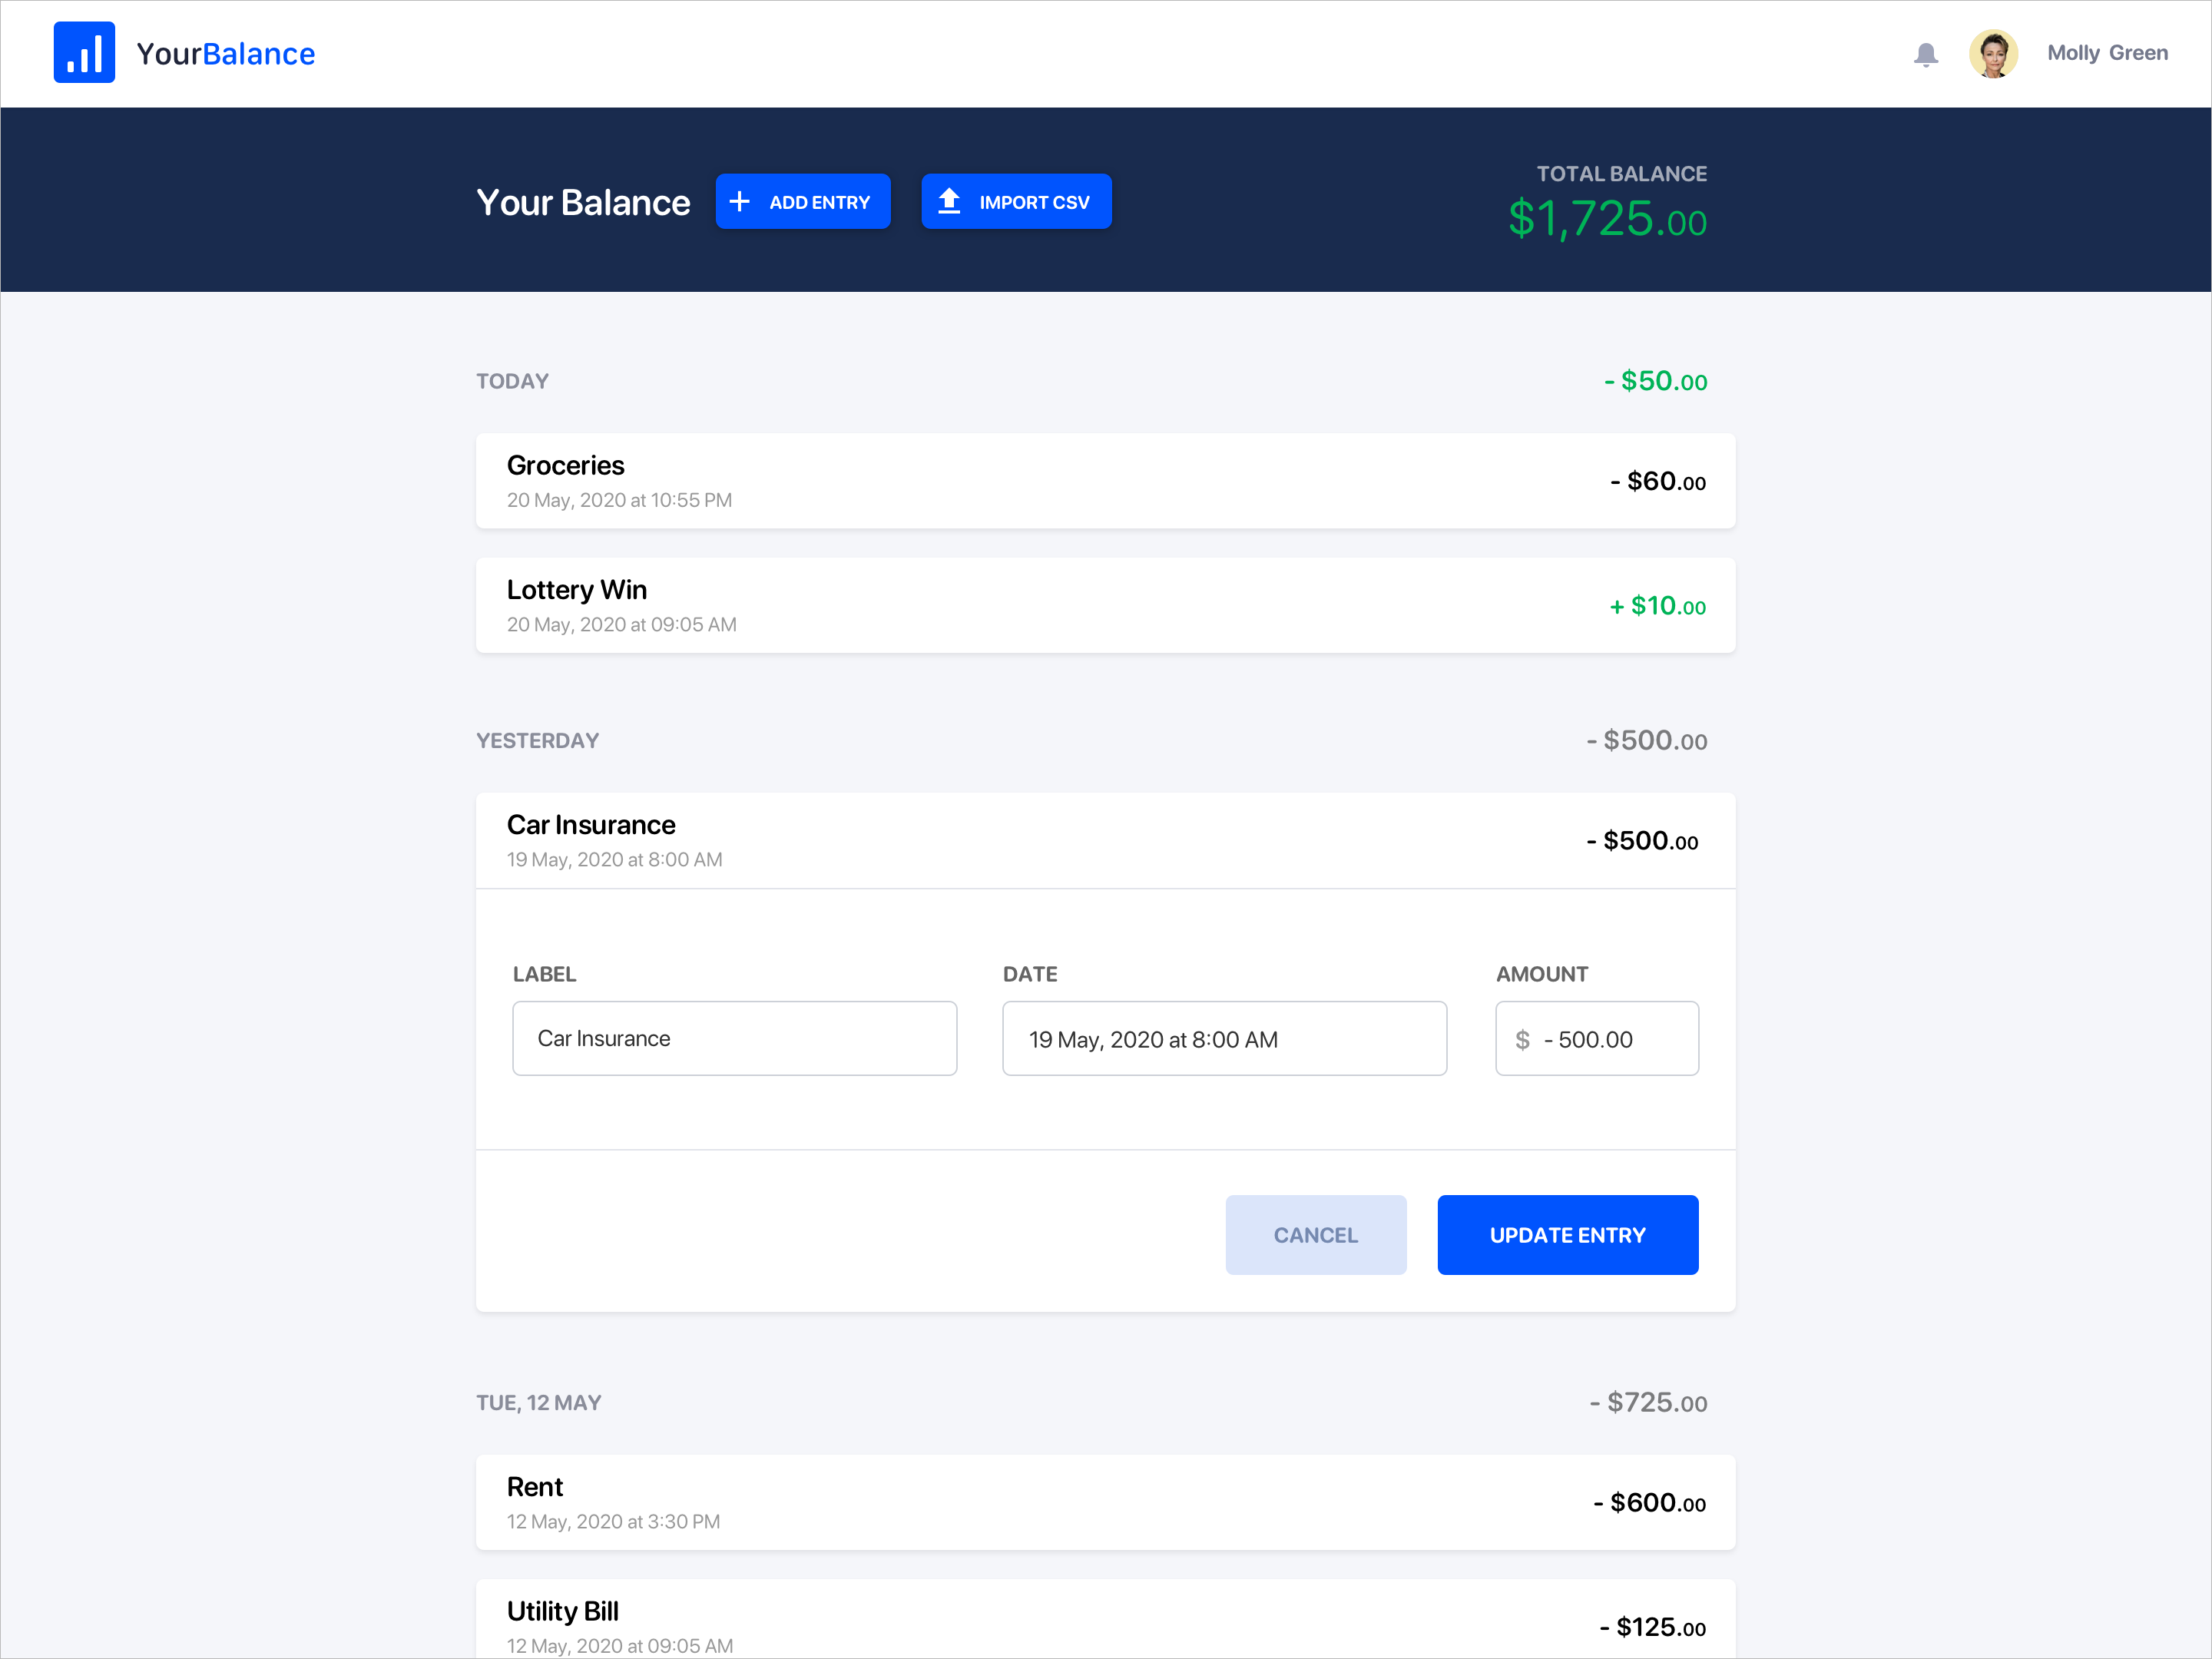 YourBalance
Molly Green
Your Balance
ADD ENTRY
IMPORT CSV
TOTAL BALANCE
$1,725.00
TODAY
- $50.00
Groceries
20 May, 2020 at 10:55 PM
- $60.00
Lottery Win
20 May, 2020 at 09:05 AM
+ $10.00
YESTERDAY
- $500.00
Car Insurance
19 May, 2020 at 8:00 AM
- $500.00
LABEL
DATE
AMOUNT
Car Insurance
19 May, 2020 at 8:00 AM
$ - 500.00
CANCEL
UPDATE ENTRY
TUE, 12 MAY
- $725.00
Rent
12 May, 2020 at 3:30 PM
- $600.00
Utility Bill
12 May, 2020 at 09:05 AM
- $125.00